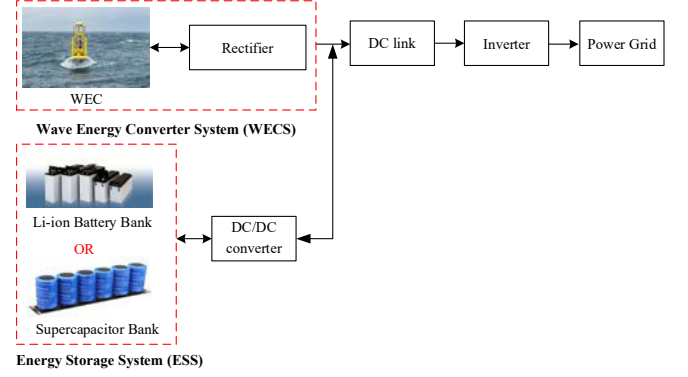 WEC
Rectifier
DC link
Inverter
Power Grid
Wave Energy Converter System (WECS)
Li-ion Battery Bank
OR
Supercapacitor Bank
DC/DC
converter
Energy Storage System (ESS)